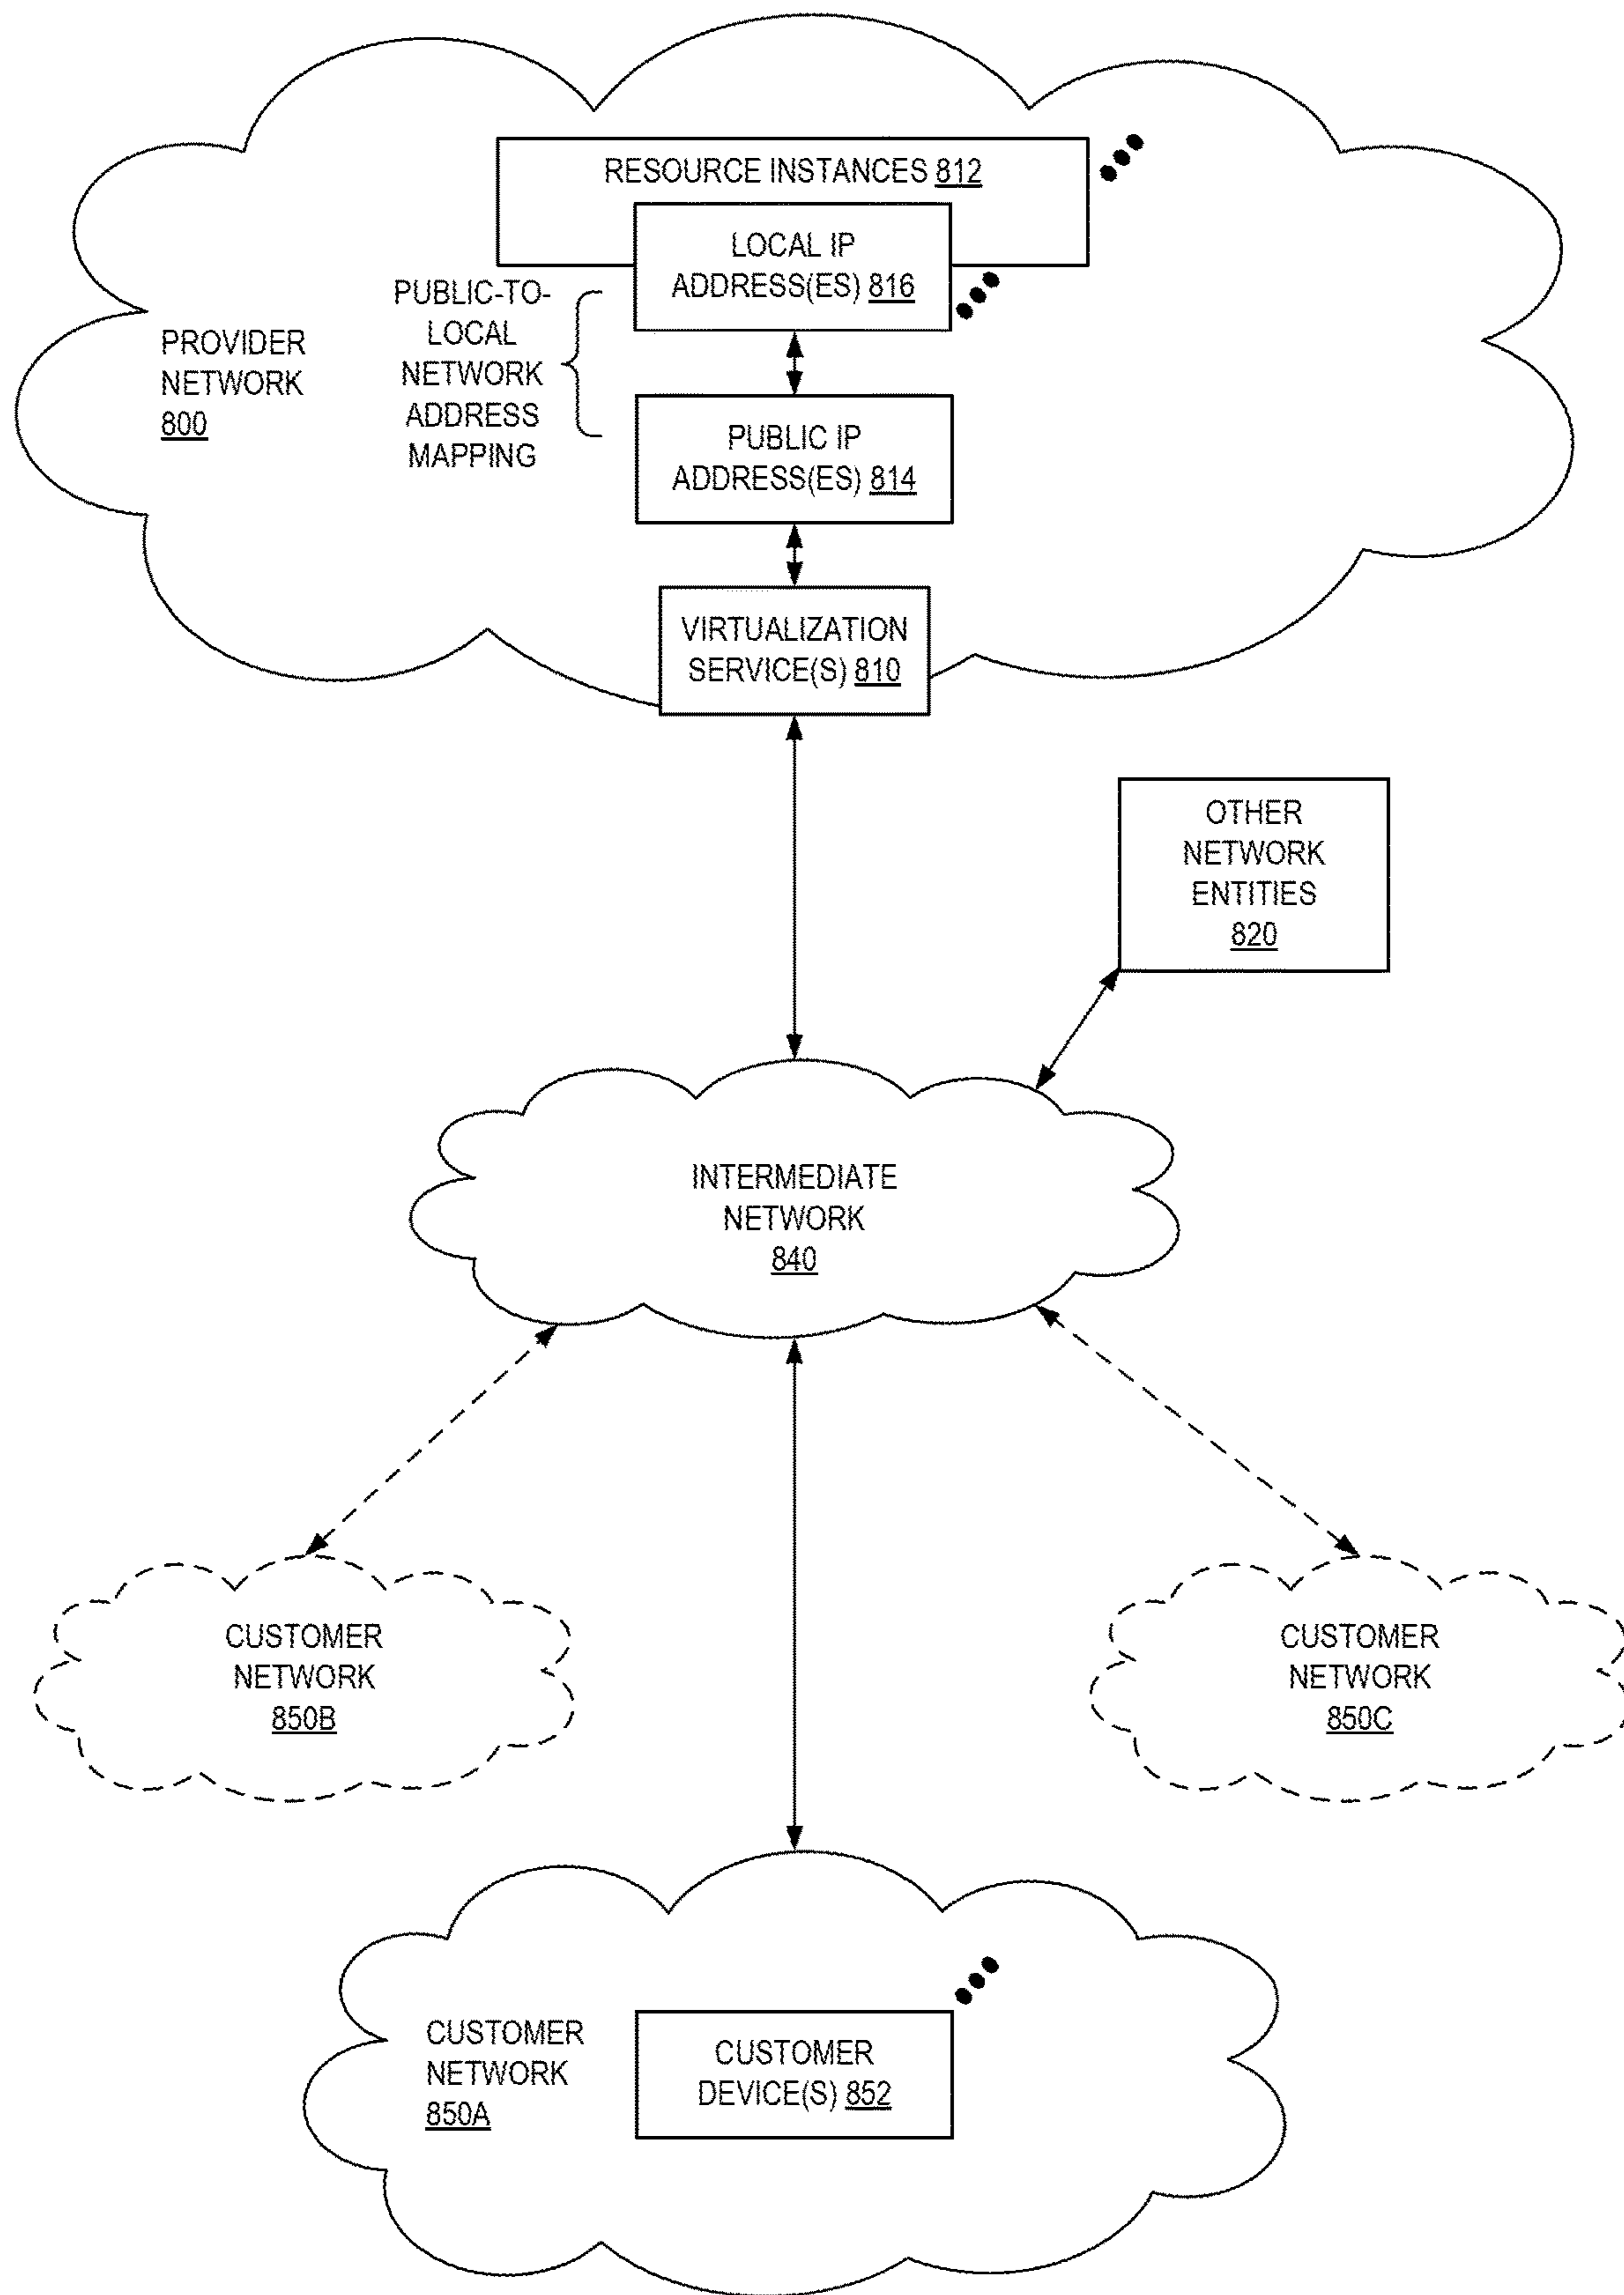 RESOURCE INSTANCES 812
LOCAL IP
ADDRESS(ES) 816
PUBLIC-TO-
LOCAL
NETWORK
ADDRESS
MAPPING
PROVIDER
NETWORK
800
PUBLIC IP
ADDRESS(ES) 814
VIRTUALIZATION
SERVICE(S) 810
OTHER
NETWORK
ENTITIES
820
INTERMEDIATE
NETWORK
840
CUSTOMER
NETWORK
850B
CUSTOMER
NETWORK
850C
CUSTOMER
NETWORK
850A
CUSTOMER
DEVICE(S) 852